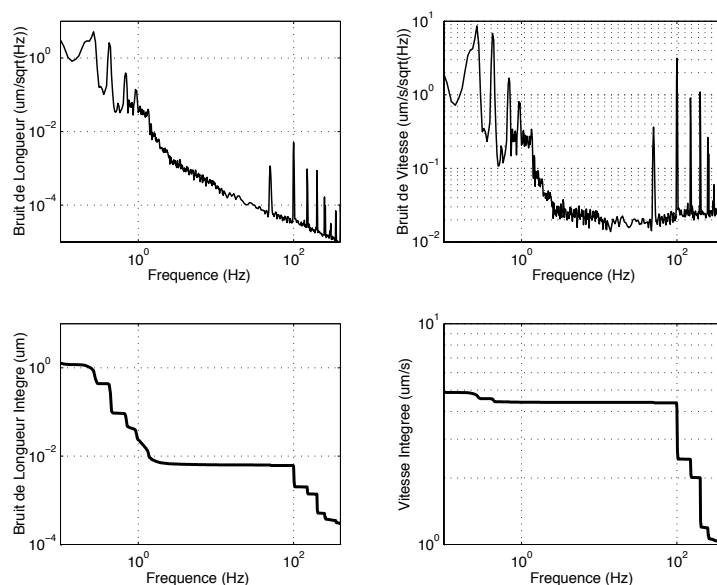 Bruit de Longueur (um/sqrt(Hz))
10^0
10^-2
10^-4
10^0
10^2
Frequence (Hz)
Bruit de Vitesse (um/s/sqrt(Hz))
10^1
10^0
10^-1
10^-2
10^0
10^2
Frequence (Hz)
Bruit de Longueur Integre (um)
10^0
10^-2
10^-4
10^0
10^2
Frequence (Hz)
Vitesse Integree (um/s)
10^1
10^0
10^0
10^2
Frequence (Hz)